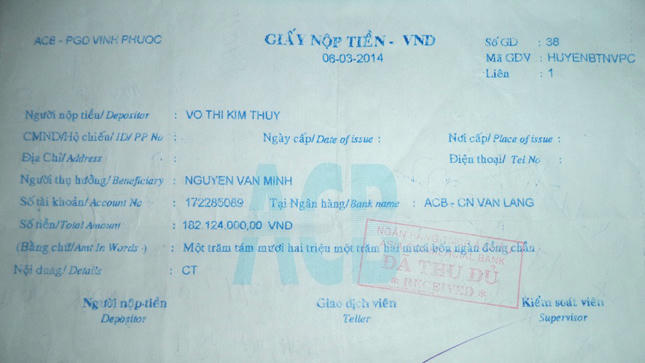 ACB - PGD VINH PHUOC
GIẤY NỘP TIỀN - VND
06-03-2014
Số GD : 38
Mã GDV : HUYENBTNVPC
Liên : 1
Người nộp tiền/ Depositor : VO THI KIM THUY
CMND/Hộ chiếu/ ID/ PP No : Ngày cấp/ Date of issue : Nơi cấp/ Place of issue :
Địa Chỉ/ Address : Điện thoại/ Tel No :
Người thụ hưởng/ Beneficiary : NGUYEN VAN MINH
Số tài khoản/ Account No : 172285089 Tại Ngân hàng/ Bank name : ACB - CN VAN LANG
Số tiền/Total Amount : 182,124,000.00 VND
(Bằng chữ/Amt In Words -) : Một trăm tám mươi hai triệu một trăm hai mươi bốn ngàn đồng chẵn
Nội dung/ Details : CT
ACB
NGÂN HÀNG
BANK
ĐÃ THU ĐỦ
* RECEIVED *
Người nộp tiền Giao dịch viên Kiểm soát viên
Depositor Teller Supervisor